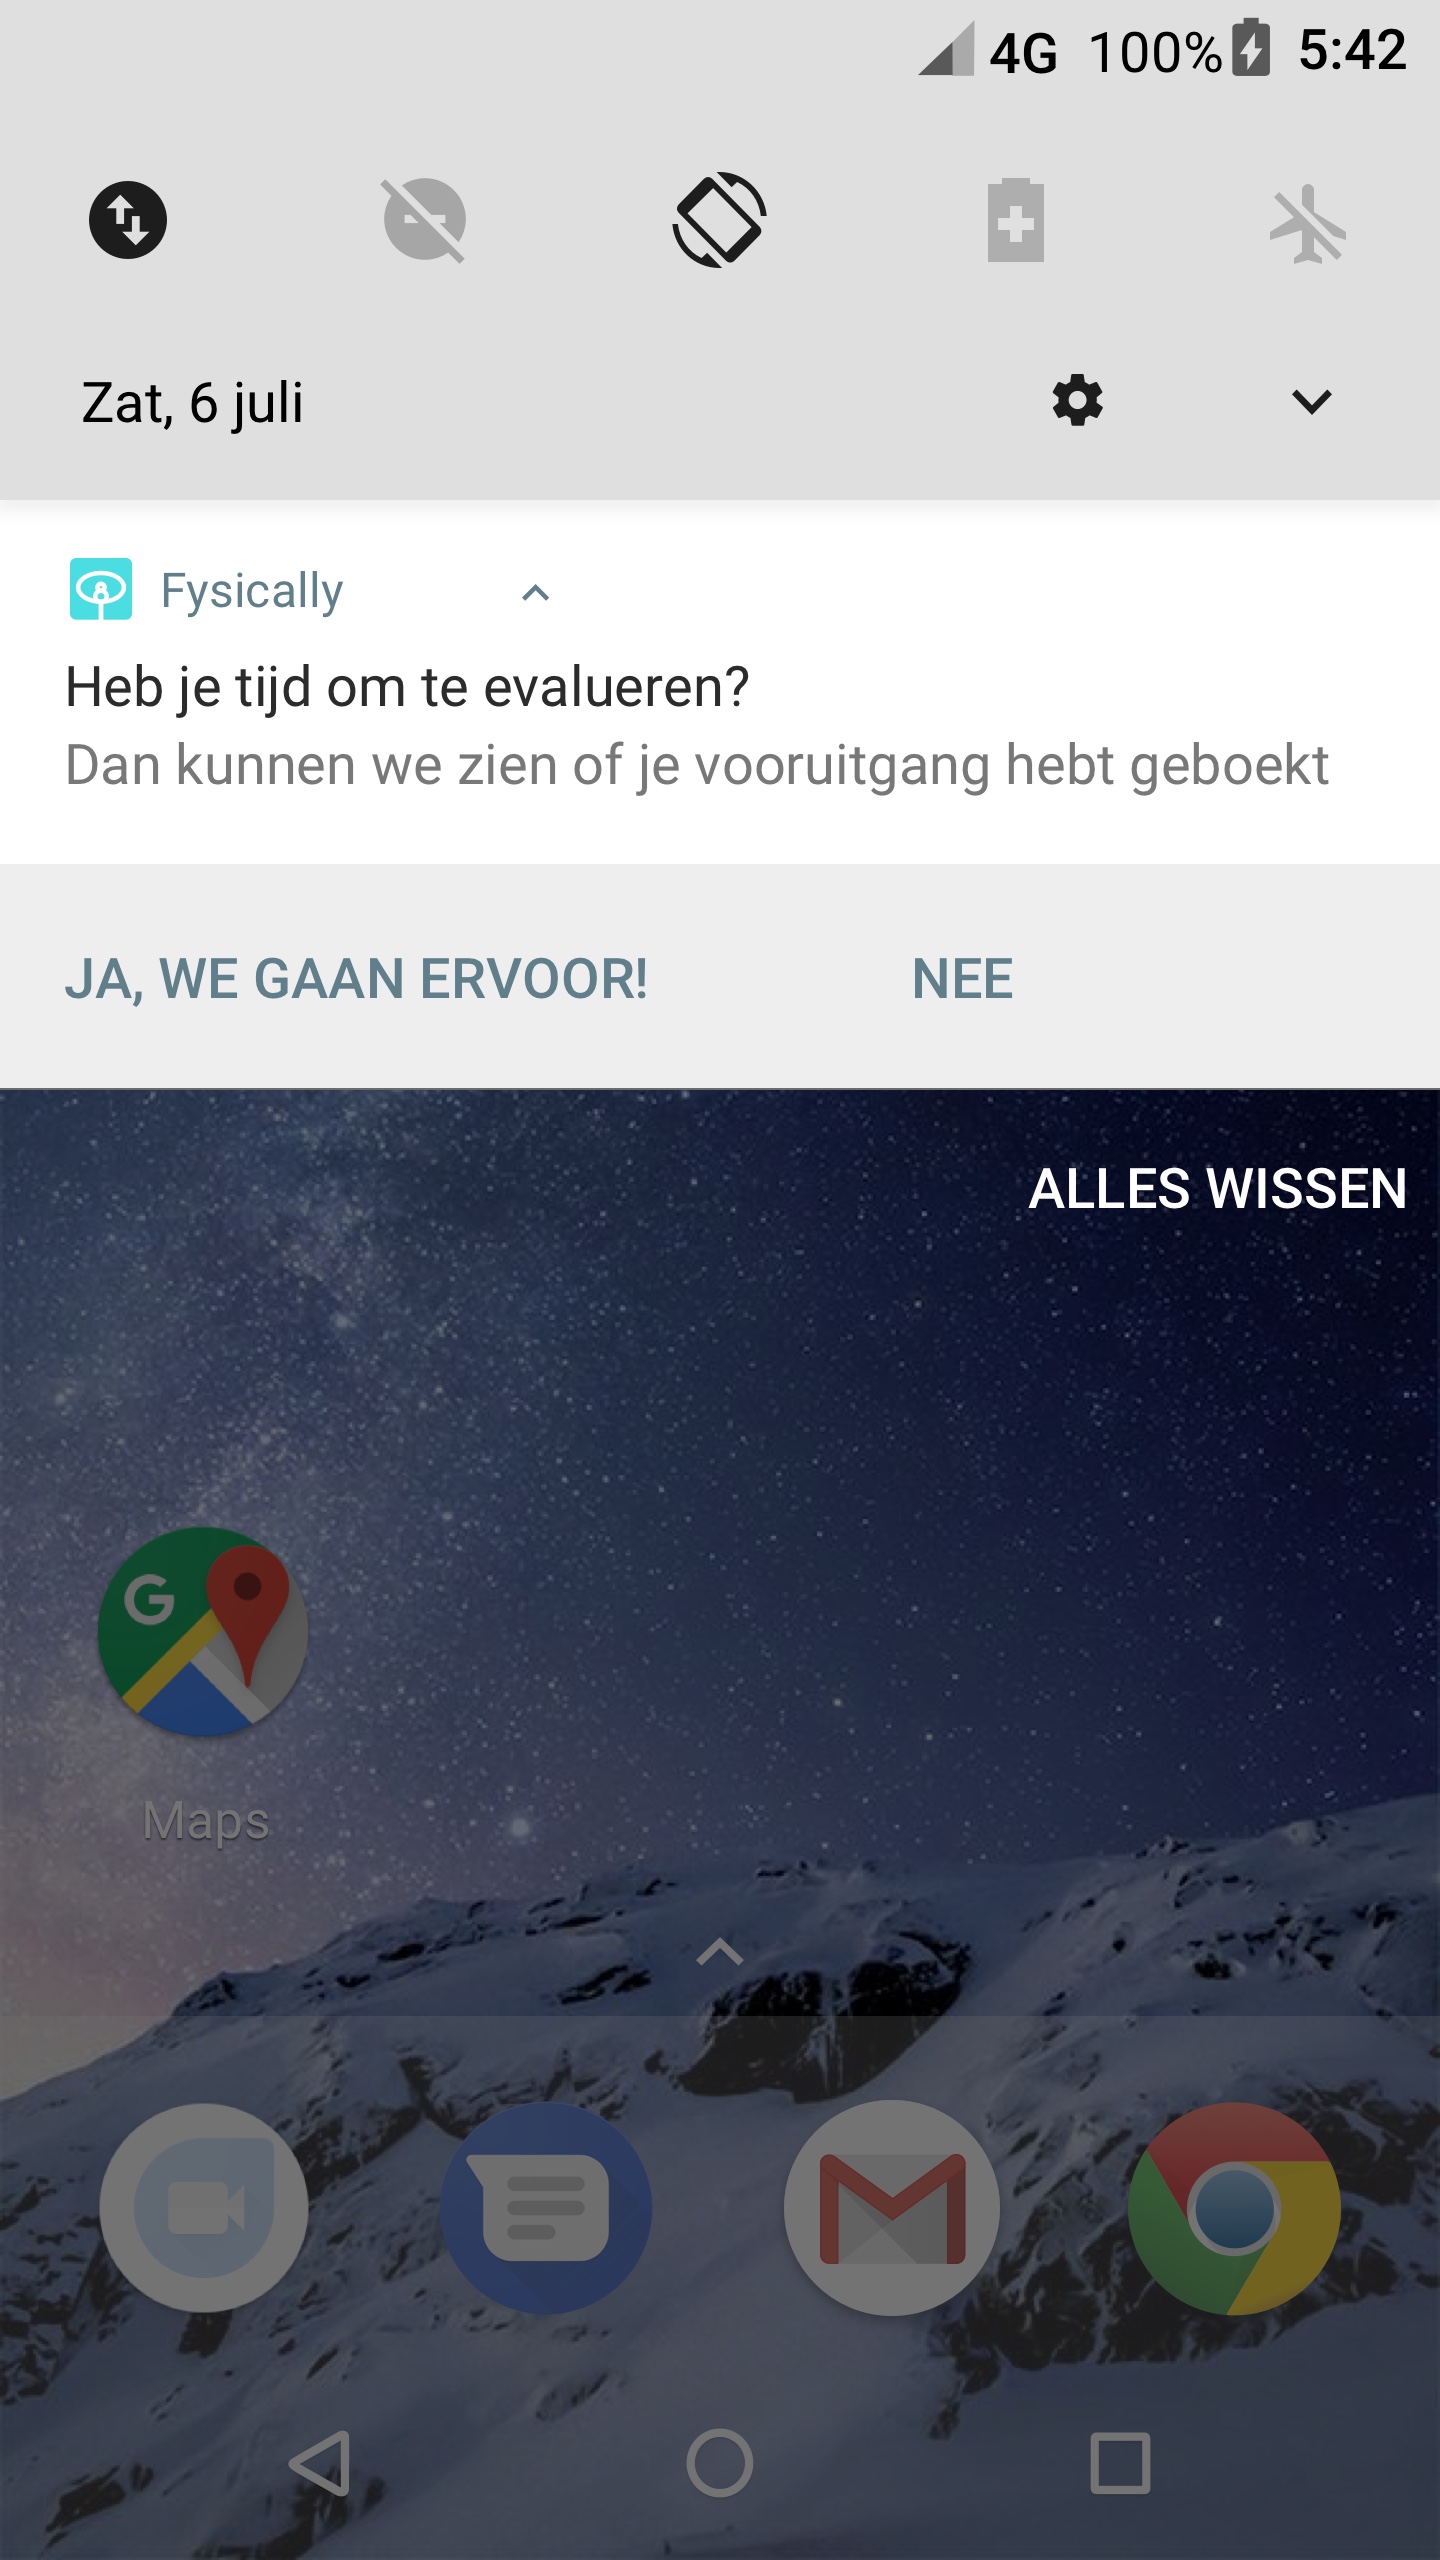 4G 100% 5:42
Zat, 6 juli
Fysically
Heb je tijd om te evalueren?
Dan kunnen we zien of je vooruitgang hebt geboekt
JA, WE GAAN ERVOOR! NEE
ALLES WISSEN
G
Maps